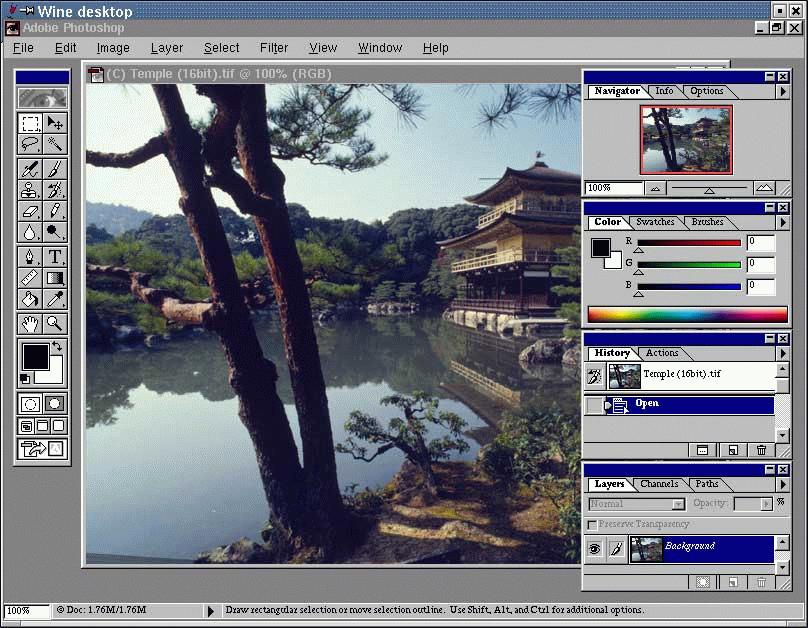 Wine desktop
Adobe Photoshop
File Edit Image Layer Select Filter View Window Help
(C) Temple (16bit).tif @ 100% (RGB)
Navigator Info Options
100%
Color Swatches Brushes
R 0
G 0
B 0
History Actions
Temple (16bit).tif
Open
Layers Channels Paths
Normal Opacity: %
Preserve Transparency
Background
T
100% Doc: 1.76M/1.76M Draw rectangular selection or move selection outline. Use Shift, Alt, and Ctrl for additional options.